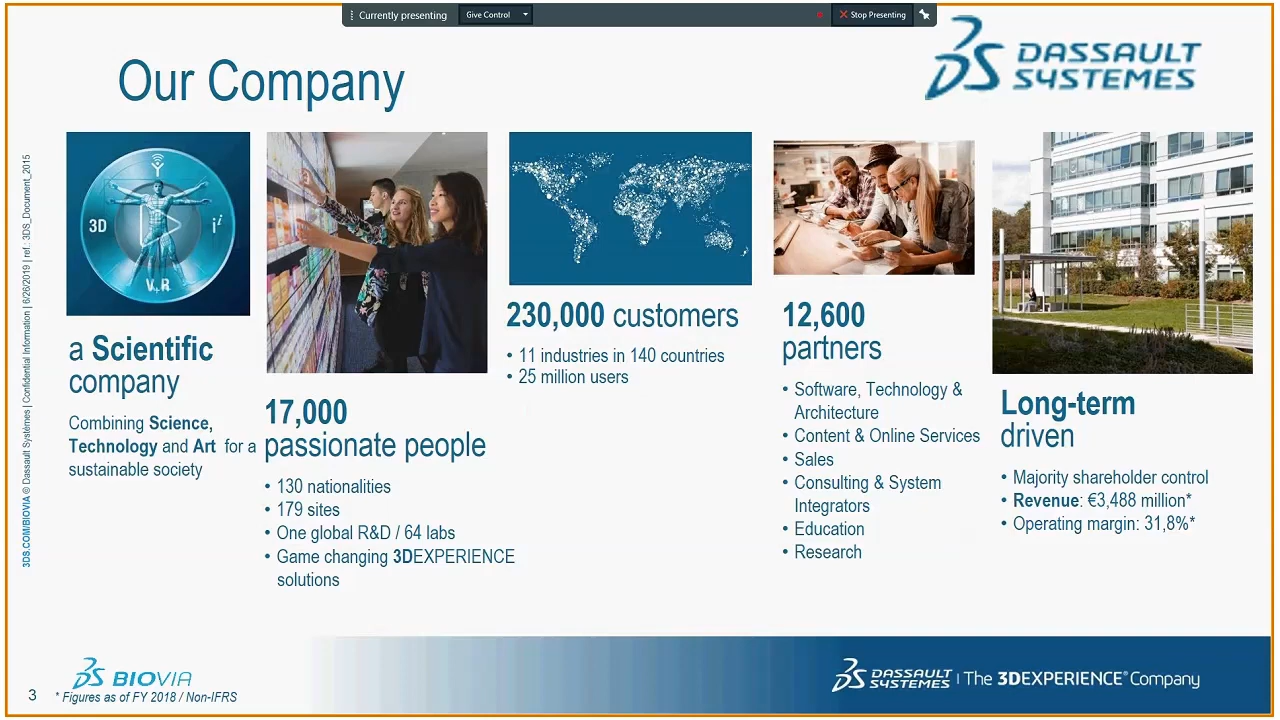 Currently presenting
Give Control
Stop Presenting
Our Company
DASSAULT
SYSTEMES
3DS.COM/BIOVIA © Dassault Systèmes | Confidential Information | 6/26/2019 | ref.: 3DS_Document_2015
3D
i i
V+R
a Scientific
company
Combining Science,
Technology and Art for a
sustainable society
17,000
passionate people
• 130 nationalities
• 179 sites
• One global R&D / 64 labs
• Game changing 3DEXPERIENCE
solutions
230,000 customers
• 11 industries in 140 countries
• 25 million users
12,600
partners
• Software, Technology &
Architecture
• Content & Online Services
• Sales
• Consulting & System
Integrators
• Education
• Research
Long-term
driven
• Majority shareholder control
• Revenue: €3,488 million*
• Operating margin: 31,8%*
BIOVIA
3
* Figures as of FY 2018 / Non-IFRS
DASSAULT
SYSTEMES | The 3DEXPERIENCE® Company